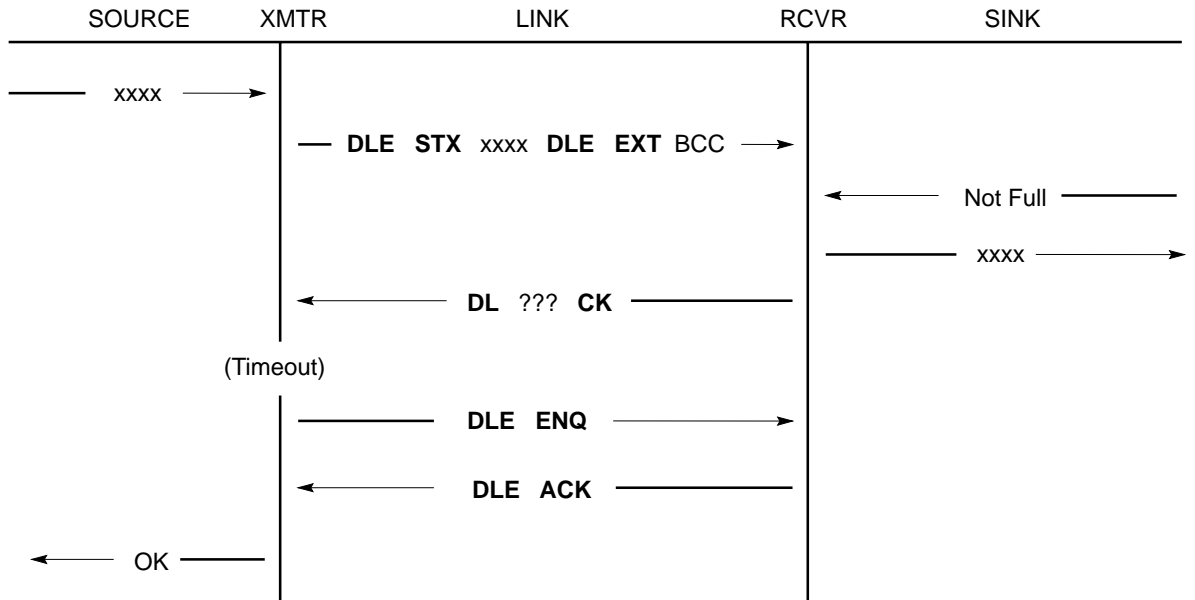 SOURCE XMTR LINK RCVR SINK
xxxx
DLE STX xxxx DLE EXT BCC
Not Full
xxxx
DL ??? CK
(Timeout)
DLE ENQ
DLE ACK
OK